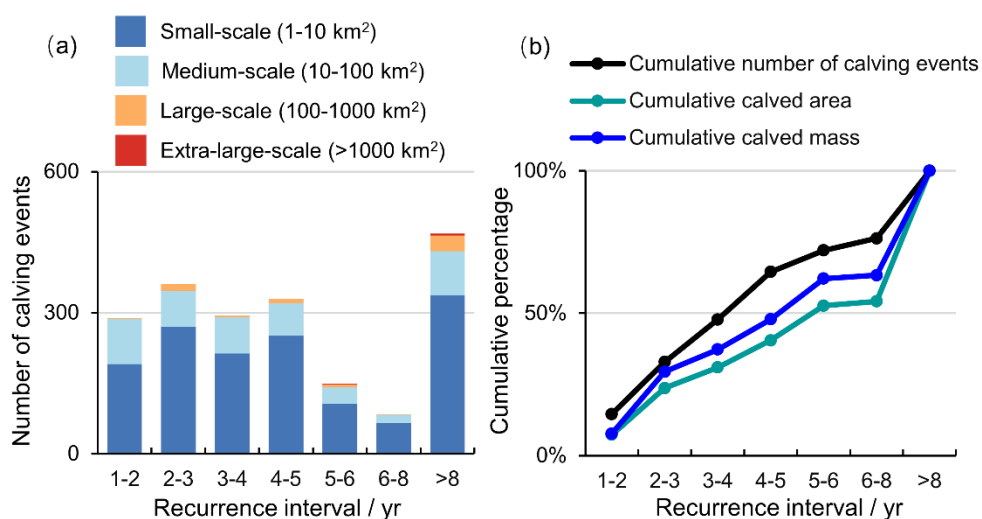 (a)
Small-scale (1-10 km²)
Medium-scale (10-100 km²)
Large-scale (100-1000 km²)
Extra-large-scale (>1000 km²)
Number of calving events
600
300
0
1-2 2-3 3-4 4-5 5-6 6-8 >8
Recurrence interval / yr
(b)
Cumulative number of calving events
Cumulative calved area
Cumulative calved mass
Cumulative percentage
100%
50%
0%
1-2 2-3 3-4 4-5 5-6 6-8 >8
Recurrence interval / yr